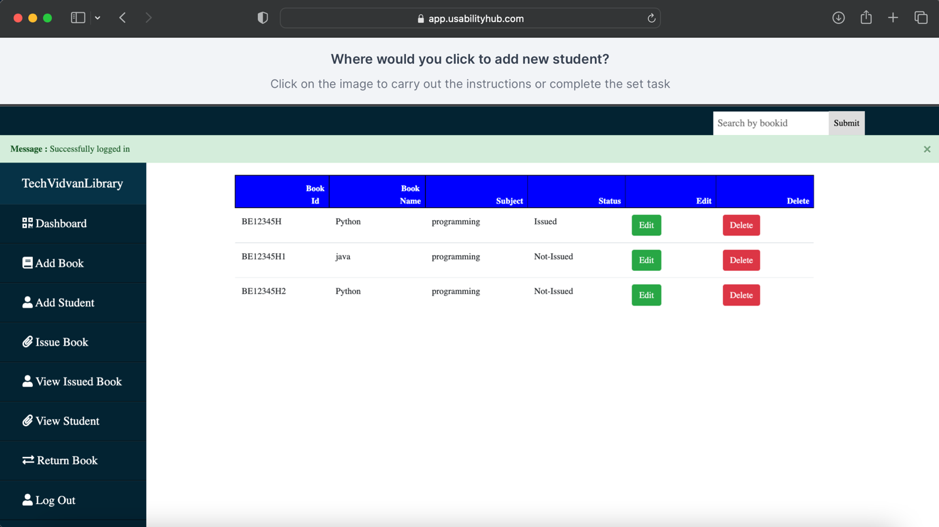 app.usabilityhub.com
Where would you click to add new student?
Click on the image to carry out the instructions or complete the set task
Search by bookid Submit
Message : Successfully logged in ×
TechVidvanLibrary
Dashboard
Add Book
Add Student
Issue Book
View Issued Book
View Student
Return Book
Log Out
Book Id Book Name Subject Status Edit Delete
BE12345H Python programming Issued Edit Delete
BE12345H1 java programming Not-Issued Edit Delete
BE12345H2 Python programming Not-Issued Edit Delete